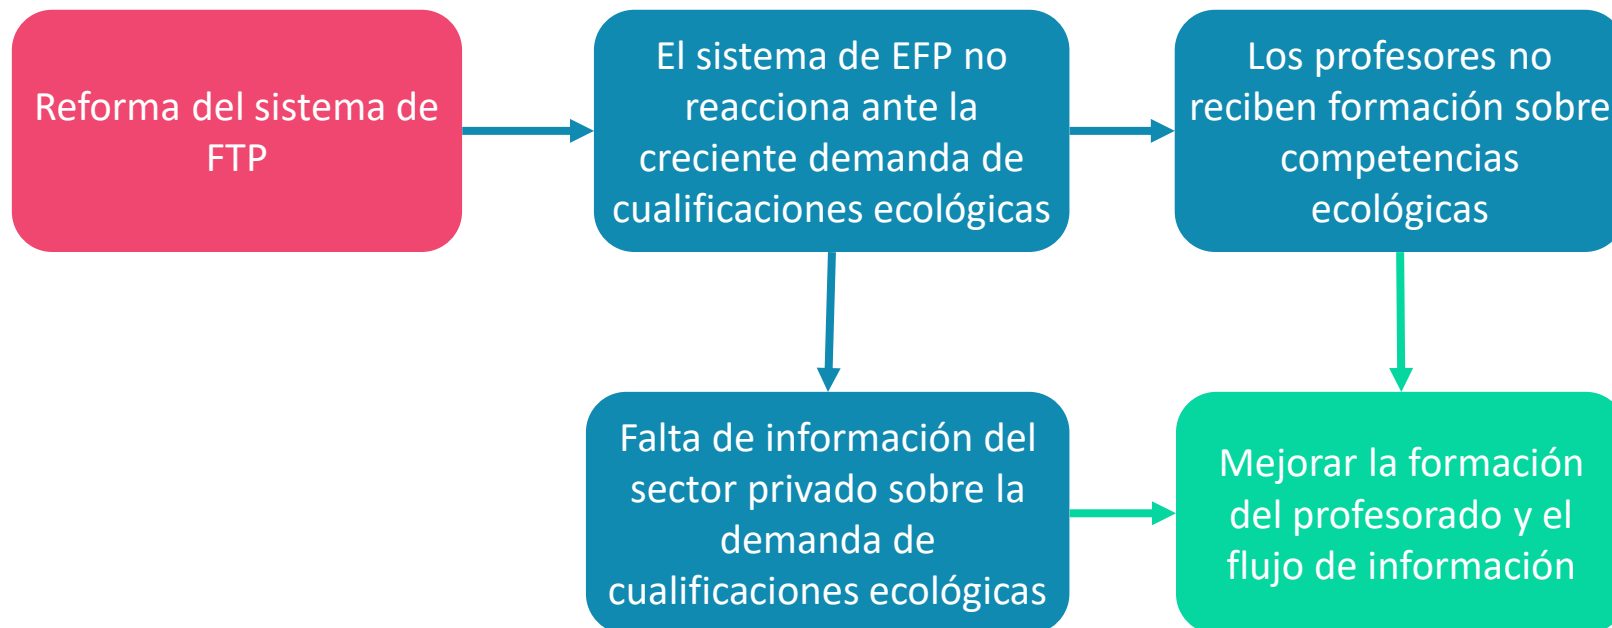 Reforma del sistema de
FTP
El sistema de EFP no
reacciona ante la
creciente demanda de
cualificaciones ecológicas
Los profesores no
reciben formación sobre
competencias
ecológicas
Falta de información del
sector privado sobre la
demanda de
cualificaciones ecológicas
Mejorar la formación
del profesorado y el
flujo de información